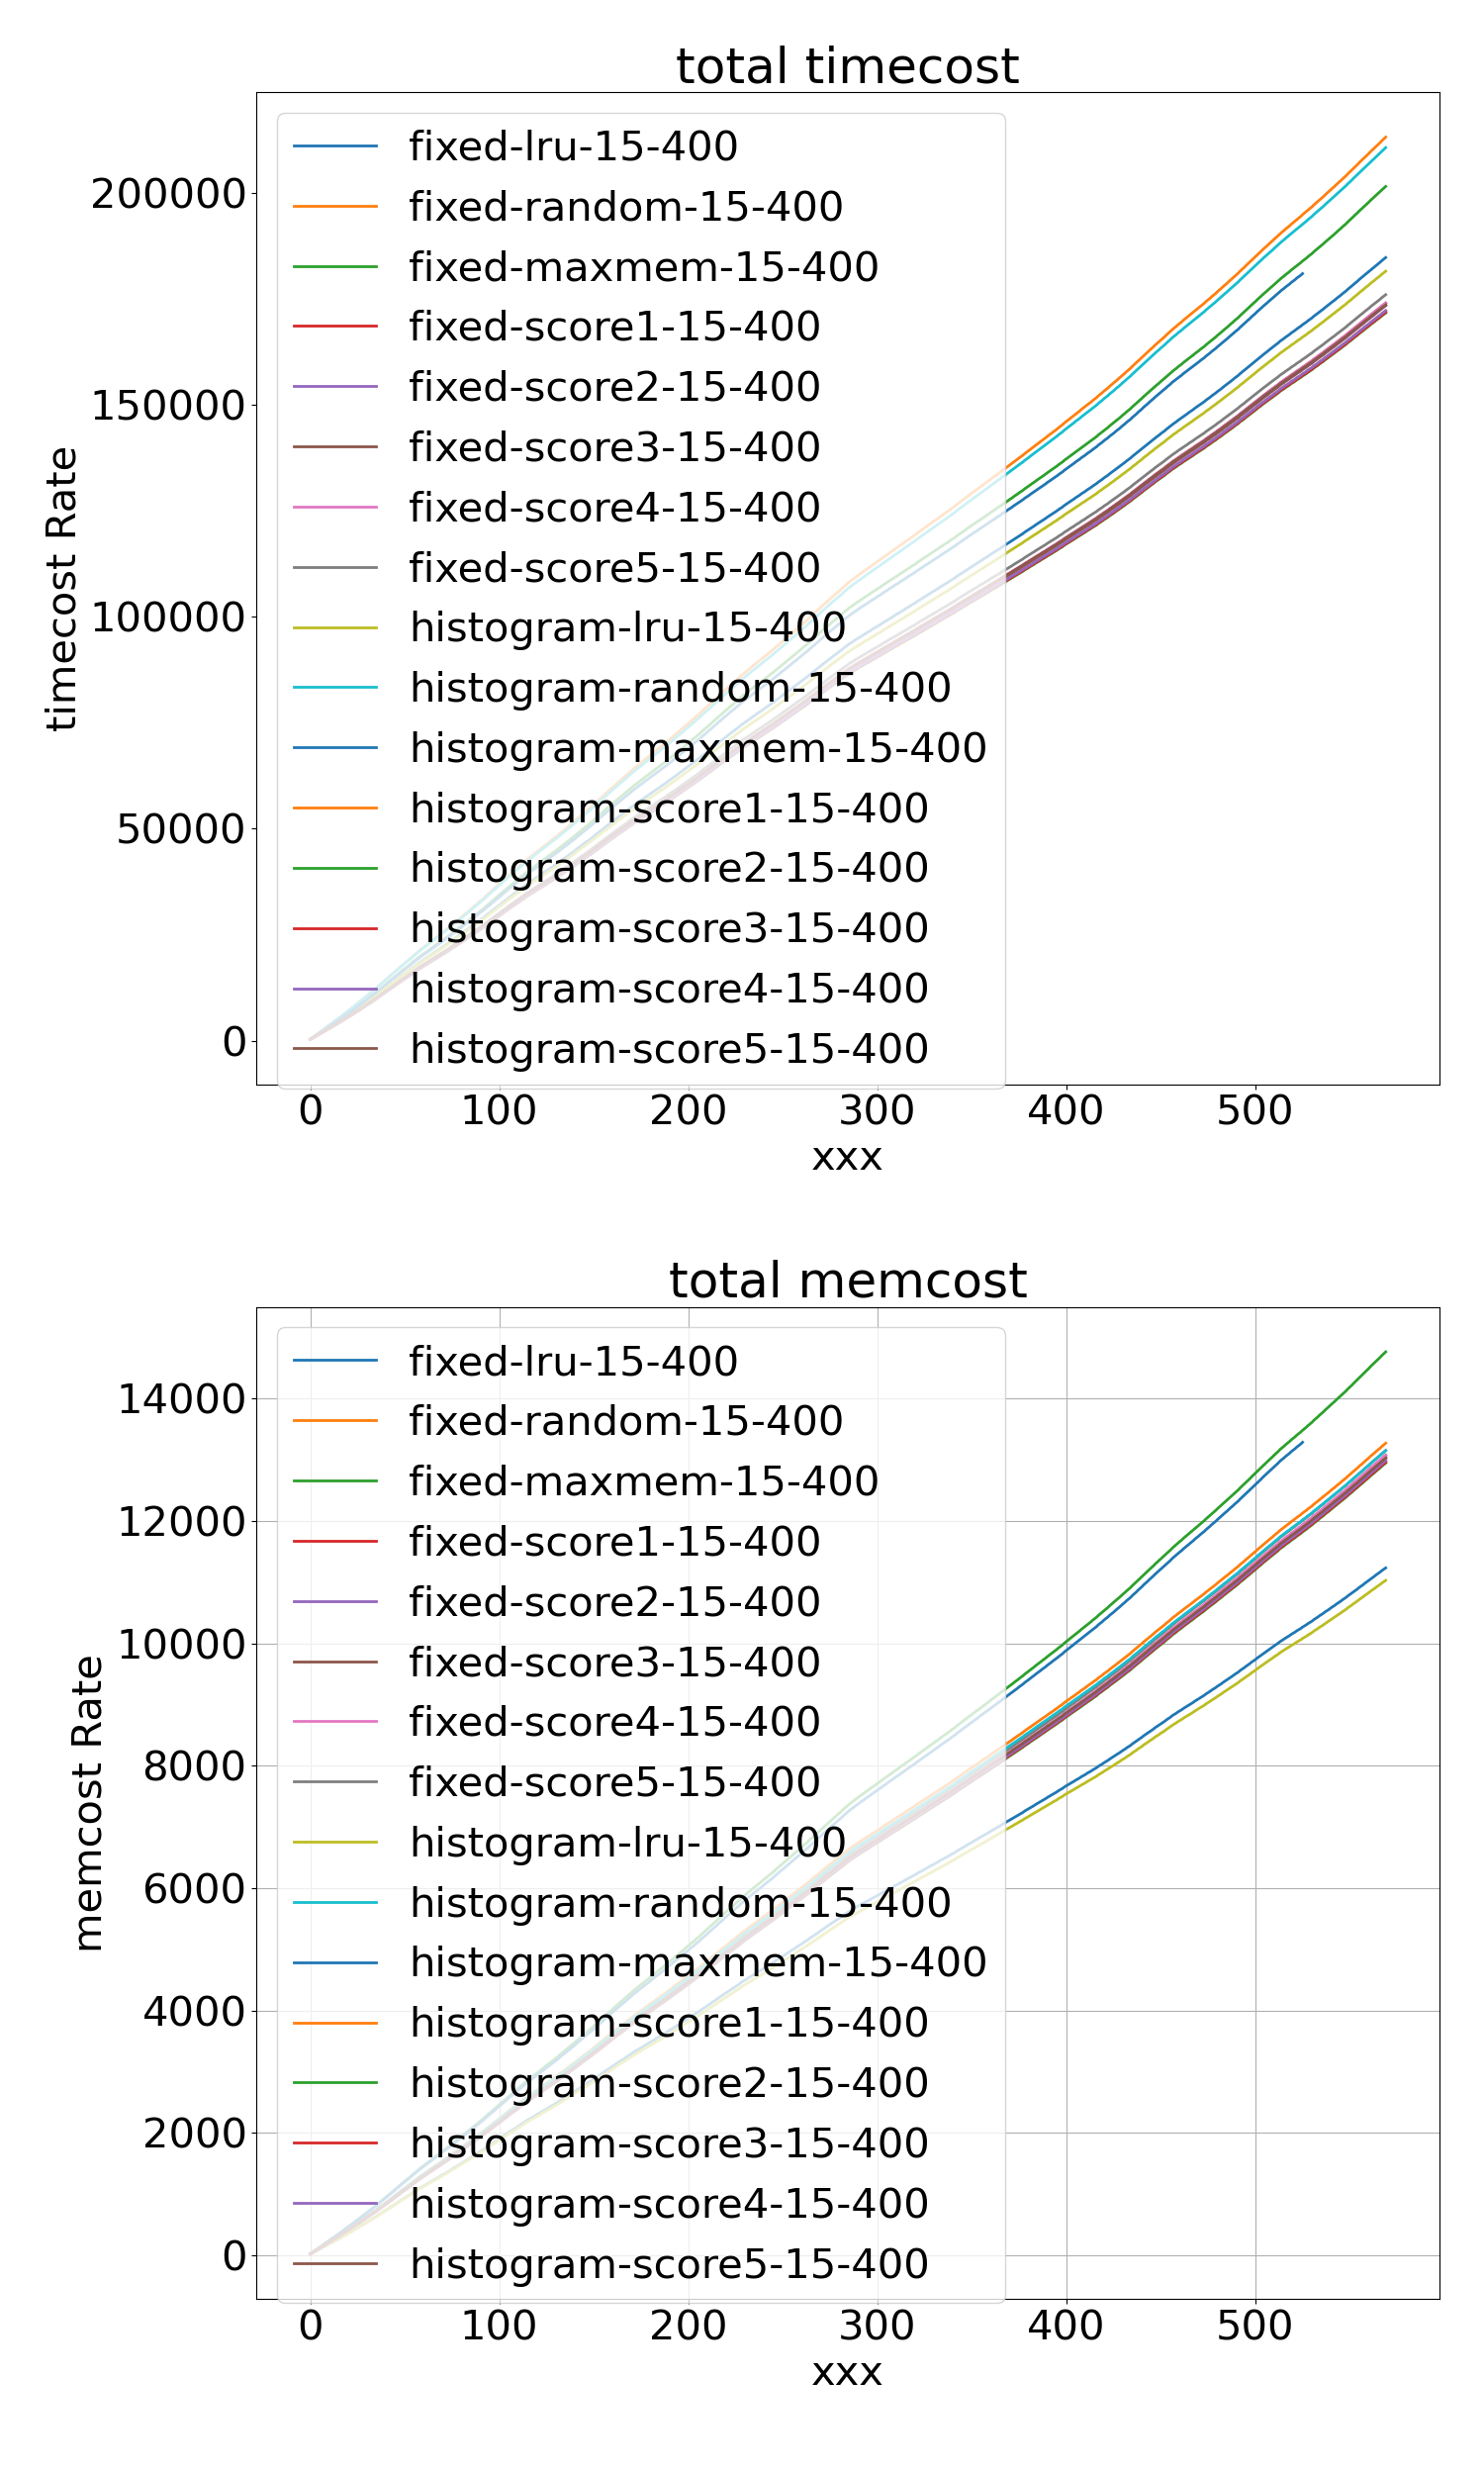 total timecost
fixed-lru-15-400
fixed-random-15-400
fixed-maxmem-15-400
fixed-score1-15-400
fixed-score2-15-400
fixed-score3-15-400
fixed-score4-15-400
fixed-score5-15-400
histogram-lru-15-400
histogram-random-15-400
histogram-maxmem-15-400
histogram-score1-15-400
histogram-score2-15-400
histogram-score3-15-400
histogram-score4-15-400
histogram-score5-15-400
200000
150000
100000
50000
0
timecost Rate
0 100 200 300 400 500
xxx
total memcost
fixed-lru-15-400
fixed-random-15-400
fixed-maxmem-15-400
fixed-score1-15-400
fixed-score2-15-400
fixed-score3-15-400
fixed-score4-15-400
fixed-score5-15-400
histogram-lru-15-400
histogram-random-15-400
histogram-maxmem-15-400
histogram-score1-15-400
histogram-score2-15-400
histogram-score3-15-400
histogram-score4-15-400
histogram-score5-15-400
14000
12000
10000
8000
6000
4000
2000
0
memcost Rate
0 100 200 300 400 500
xxx